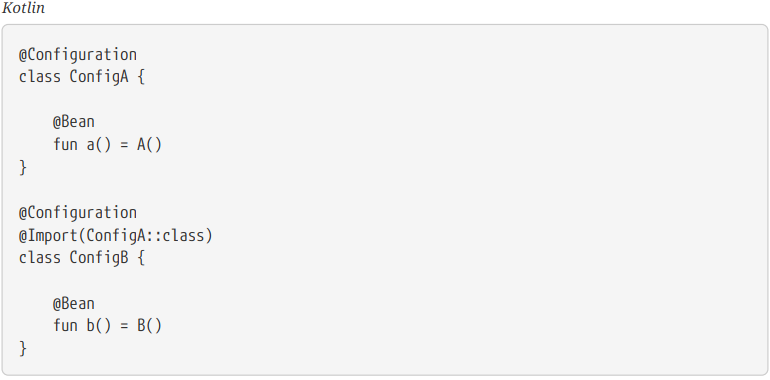 Kotlin
@Configuration
class ConfigA {
    @Bean
    fun a() = A()
}
@Configuration
@Import(ConfigA::class)
class ConfigB {
    @Bean
    fun b() = B()
}